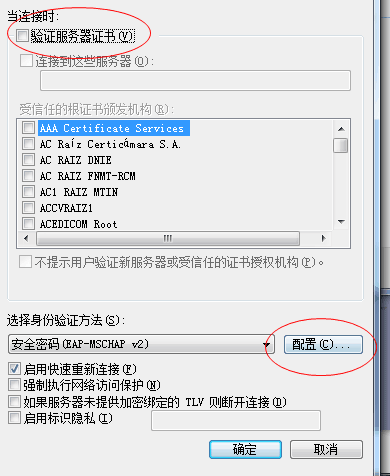 当连接时:
验证服务器证书(V)
连接到这些服务器(O):
受信任的根证书颁发机构(R):
AAA Certificate Services
AC Raíz Certicámara S.A.
AC RAIZ DNIE
AC RAIZ FNMT-RCM
AC1 RAIZ MTIN
ACCVRAIZ1
ACEDICOM Root
不提示用户验证新服务器或受信任的证书授权机构(P)。
选择身份验证方法(S):
安全密码(EAP-MSCHAP v2)
配置(C)...
启用快速重新连接(F)
强制执行网络访问保护(N)
如果服务器未提供加密绑定的 TLV 则断开连接(D)
启用标识隐私(I)
确定
取消